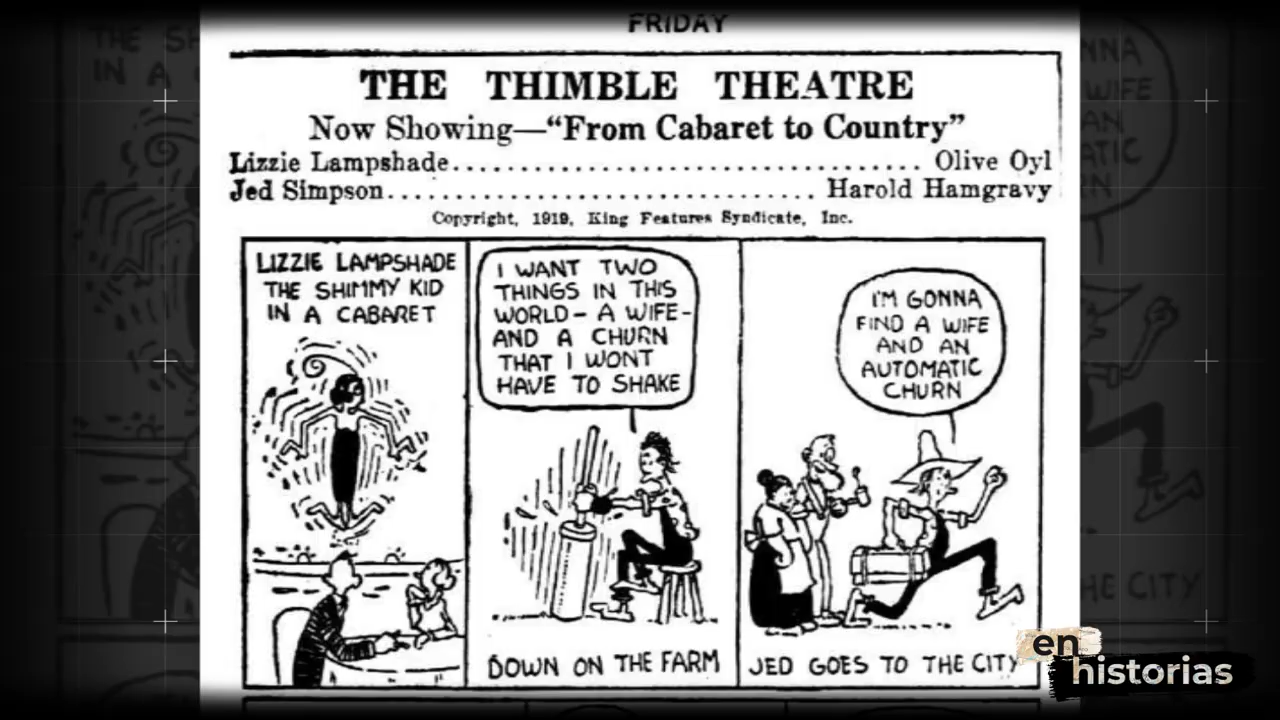 FRIDAY
THE THIMBLE THEATRE
Now Showing—“From Cabaret to Country”
Lizzie Lampshade.................................... Olive Oyl
Jed Simpson................................. Harold Hamgravy
Copyright, 1919, King Features Syndicate, Inc.
LIZZIE LAMPSHADE
THE SHIMMY KID
IN A CABARET
I WANT TWO
THINGS IN THIS
WORLD - A WIFE -
AND A CHURN
THAT I WONT
HAVE TO SHAKE
DOWN ON THE FARM
I'M GONNA
FIND A WIFE
AND AN
AUTOMATIC
CHURN
JED GOES TO THE CITY
en
historias